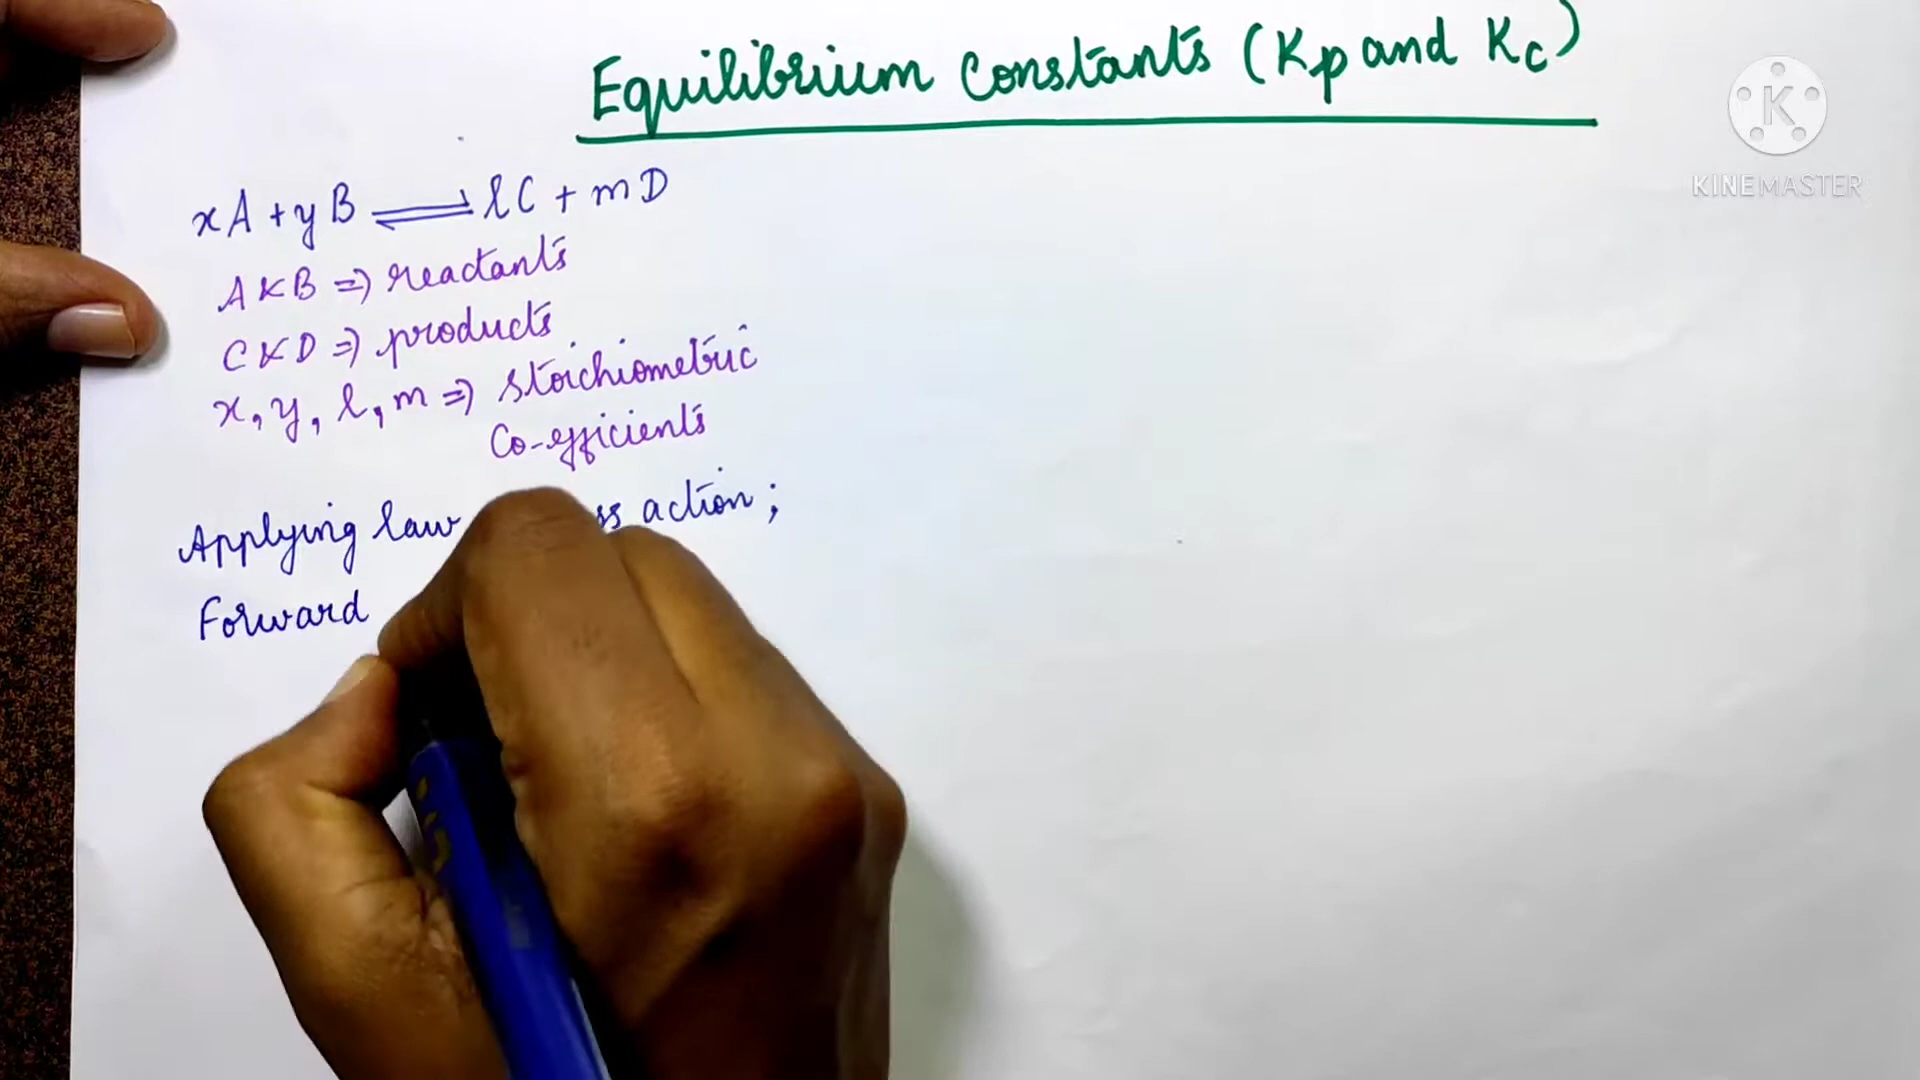 Equilibrium Constants (Kp and Kc)
KINEMASTER
xA + yB ⇌ lC + mD
A & B => reactants
C & D => products
x, y, l, m => Stoichiometric
Co-efficients
Applying law action ;
Forward